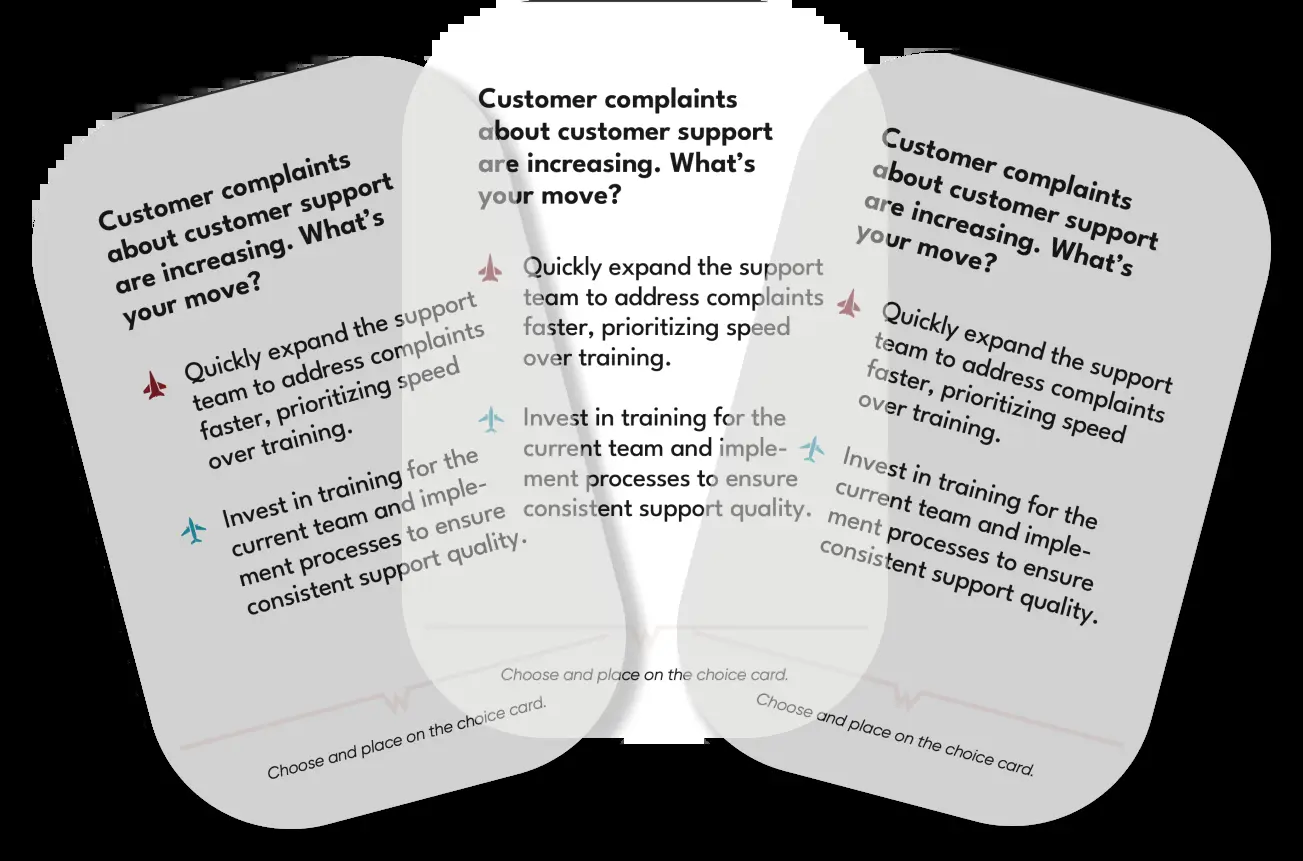 Customer complaints
about customer support
are increasing. What's
your move?
Quickly expand the support
team to address complaints
faster, prioritizing speed
over training.
Invest in training for the
current team and imple-
ment processes to ensure
consistent support quality.
Choose and place on the choice card.
Customer complaints
about customer support
are increasing. What's
your move?
Quickly expand the support
team to address complaints
faster, prioritizing speed
over training.
Invest in training for the
current team and imple-
ment processes to ensure
consistent support quality.
Choose and place on the choice card.
Customer complaints
about customer support
are increasing. What's
your move?
Quickly expand the support
team to address complaints
faster, prioritizing speed
over training.
Invest in training for the
current team and imple-
ment processes to ensure
consistent support quality.
Choose and place on the choice card.